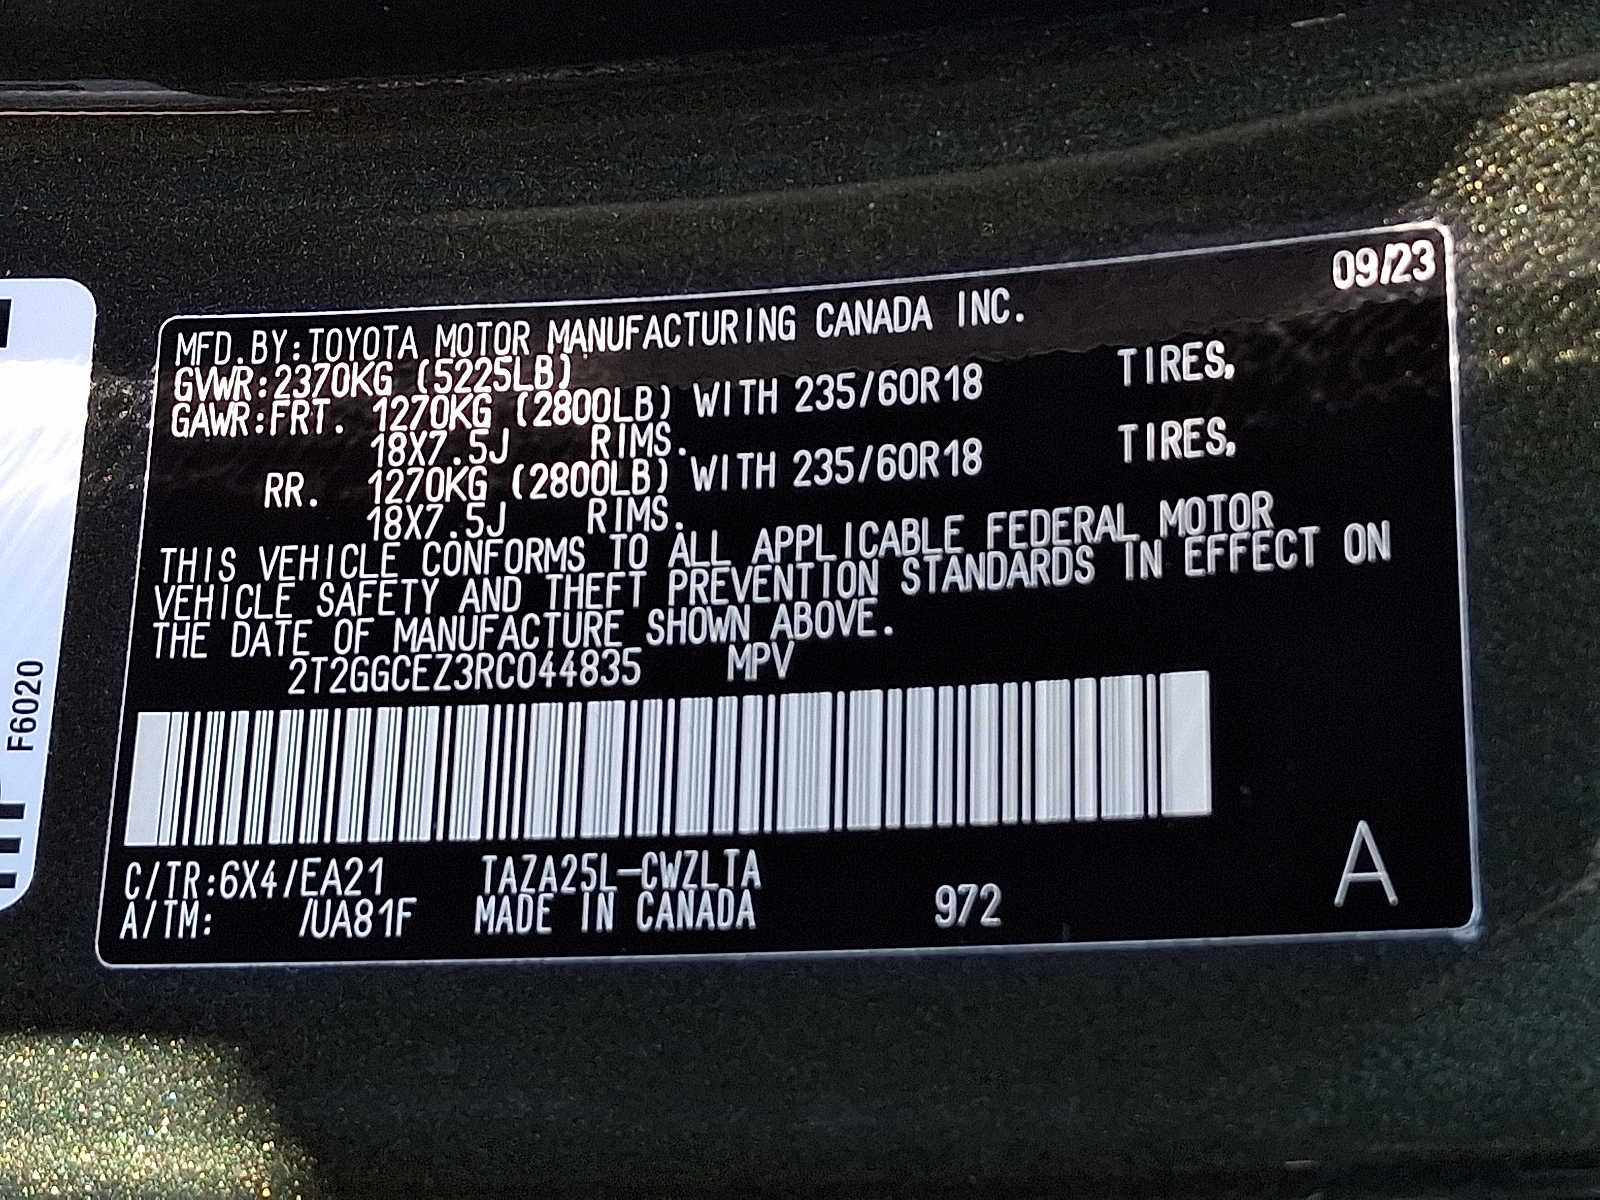 09/23
MFD.BY:TOYOTA MOTOR MANUFACTURING CANADA INC.
GVWR:2370KG (5225LB)
GAWR:FRT. 1270KG (2800LB) WITH 235/60R18 TIRES,
18X7.5J RIMS.
RR. 1270KG (2800LB) WITH 235/60R18 TIRES,
18X7.5J RIMS.
THIS VEHICLE CONFORMS TO ALL APPLICABLE FEDERAL MOTOR
VEHICLE SAFETY AND THEFT PREVENTION STANDARDS IN EFFECT ON
THE DATE OF MANUFACTURE SHOWN ABOVE.
2T2GGCEZ3RC044835 MPV
C/TR:6X4/EA21 TAZA25L-CWZLTA
A/TM: /UA81F MADE IN CANADA 972 A
F6020